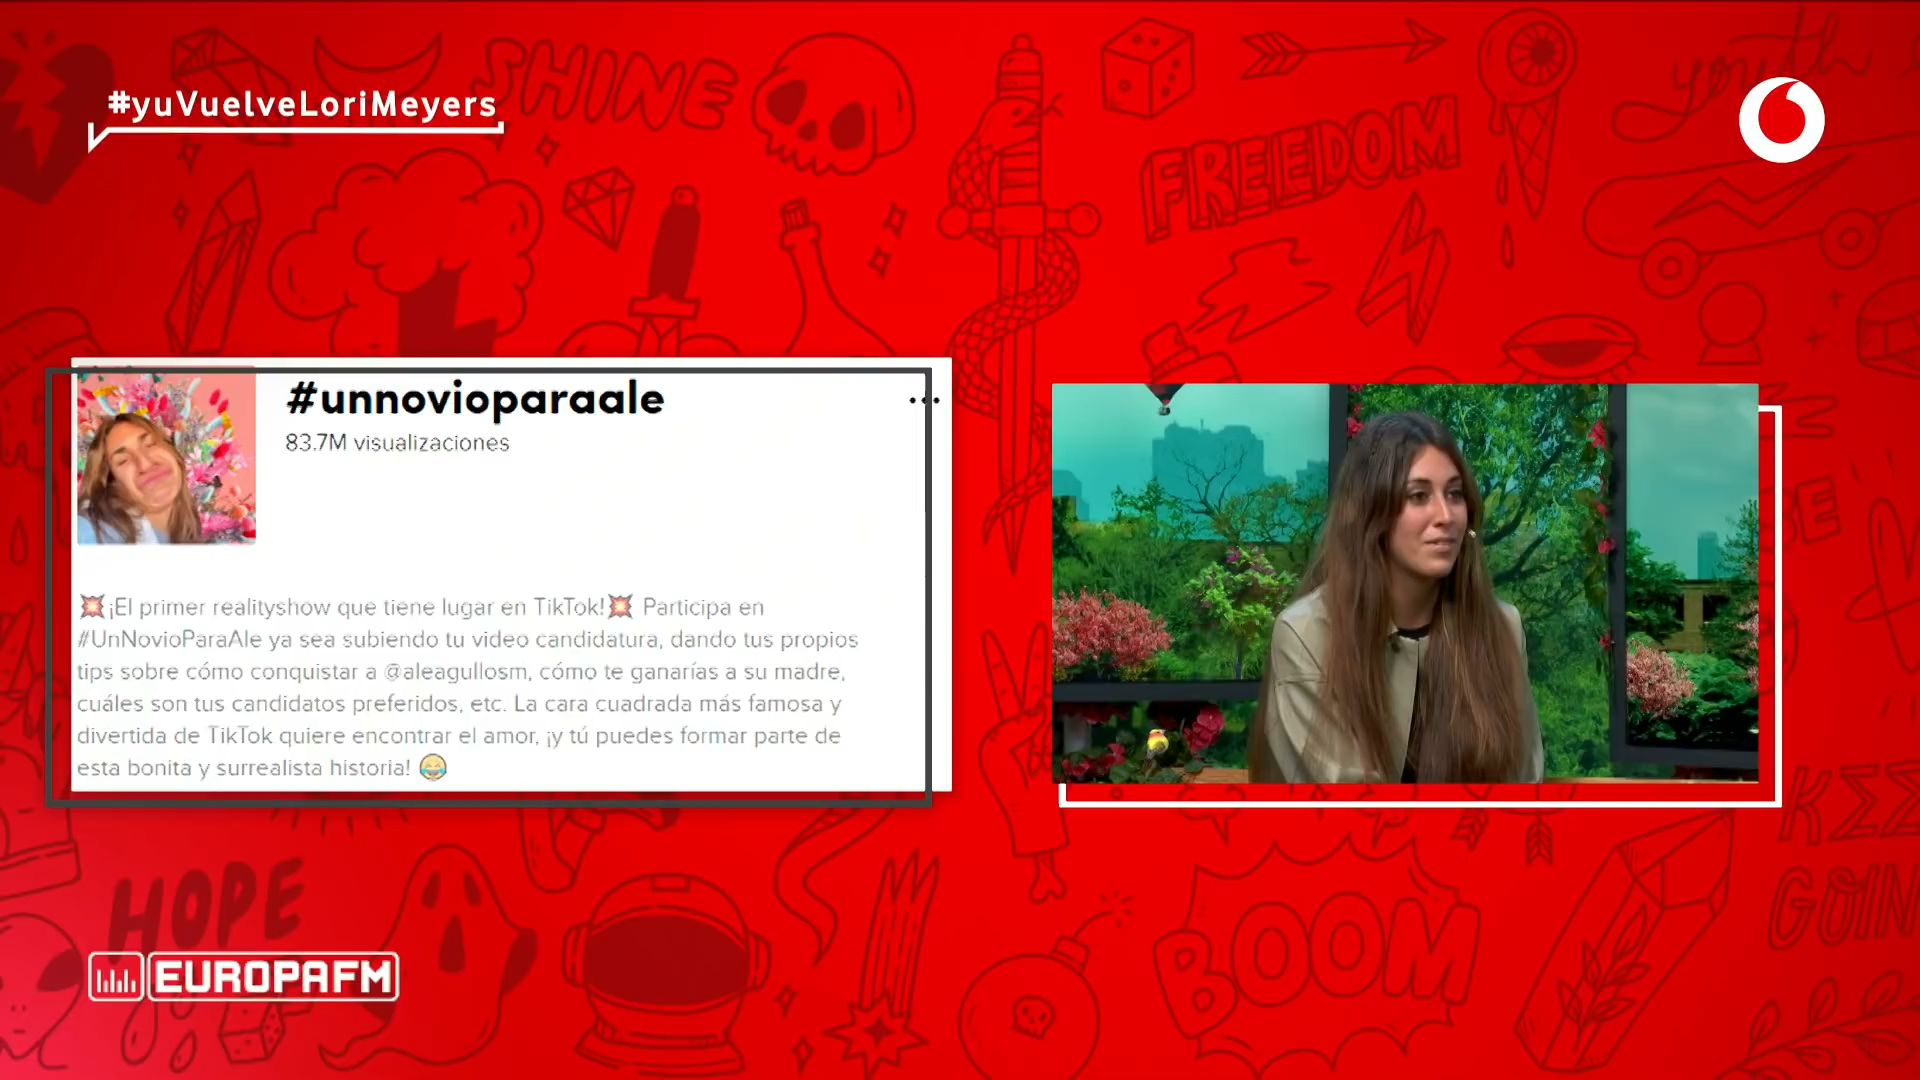 #yuVuelveLoriMeyers
SHINE
FREEDOM
youth
#unnovioparaale
83.7M visualizaciones
💥¡El primer realityshow que tiene lugar en TikTok!💥 Participa en
#UnNovioParaAle ya sea subiendo tu video candidatura, dando tus propios
tips sobre cómo conquistar a @aleagullosm, cómo te ganarías a su madre,
cuáles son tus candidatos preferidos, etc. La cara cuadrada más famosa y
divertida de TikTok quiere encontrar el amor, ¡y tú puedes formar parte de
esta bonita y surrealista historia! 😂
HOPE
BOOM
EUROPAFM